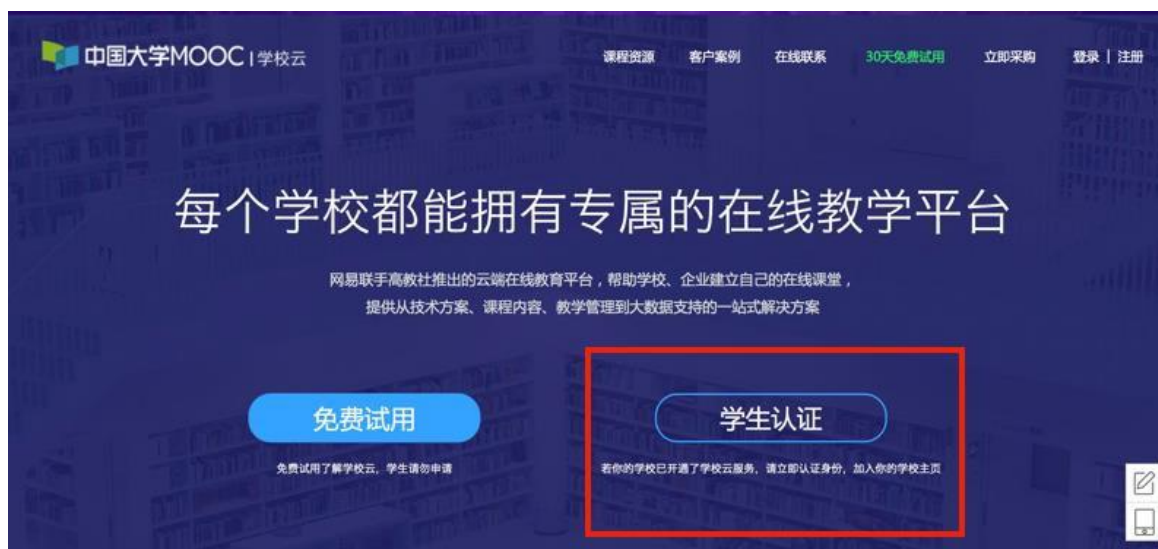 中国大学MOOC | 学校云
课程资源 客户案例 在线联系 30天免费试用 立即采购 登录 | 注册
每个学校都能拥有专属的在线教学平台
网易联手高教社推出的云端在线教育平台，帮助学校、企业建立自己的在线课堂，
提供从技术方案、课程内容、教学管理到大数据支持的一站式解决方案
免费试用 学生认证
免费试用了解学校云，学生请勿申请 若你的学校已开通了学校云服务，请立即认证身份，加入你的学校主页